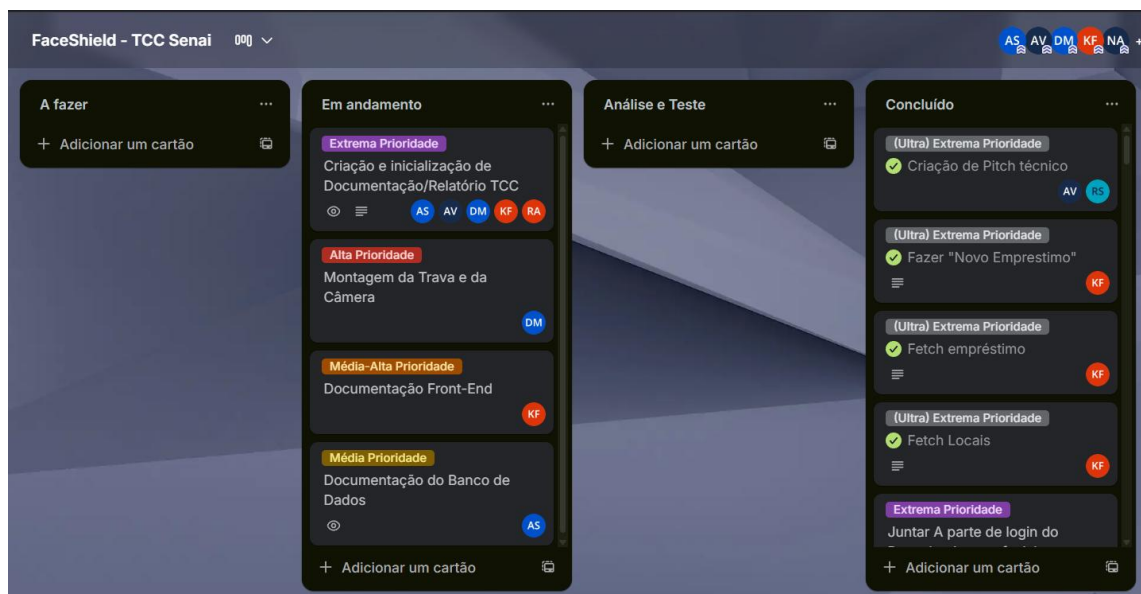 FaceShield - TCC Senai
AS AV DM KF NA +
A fazer
+ Adicionar um cartão
Em andamento
Extrema Prioridade
Criação e inicialização de
Documentação/Relatório TCC
AS AV DM KF RA
Alta Prioridade
Montagem da Trava e da
Câmera
DM
Média-Alta Prioridade
Documentação Front-End
KF
Média Prioridade
Documentação do Banco de
Dados
AS
+ Adicionar um cartão
Análise e Teste
+ Adicionar um cartão
Concluído
(Ultra) Extrema Prioridade
Criação de Pitch técnico
AV RS
(Ultra) Extrema Prioridade
Fazer "Novo Emprestimo"
KF
(Ultra) Extrema Prioridade
Fetch empréstimo
KF
(Ultra) Extrema Prioridade
Fetch Locais
KF
Extrema Prioridade
Juntar A parte de login do
+ Adicionar um cartão